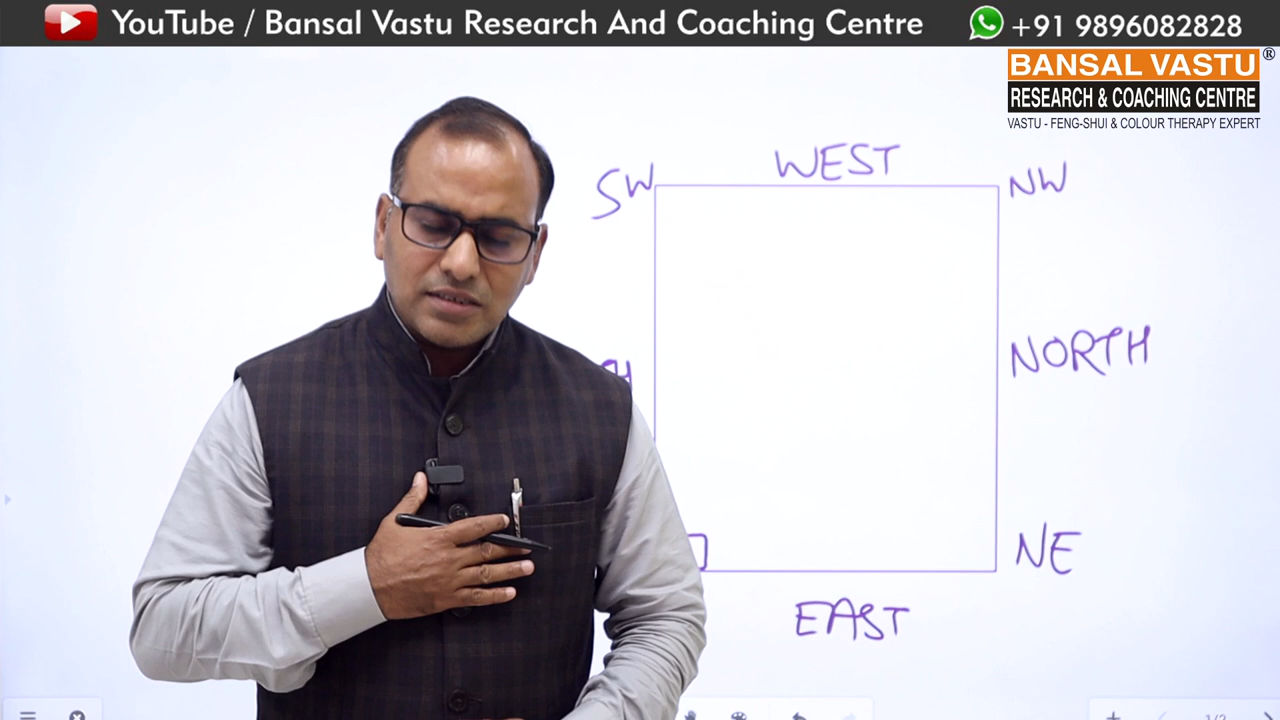 YouTube / Bansal Vastu Research And Coaching Centre
+91 9896082828
BANSAL VASTU®
RESEARCH & COACHING CENTRE
VASTU - FENG-SHUI & COLOUR THERAPY EXPERT
SW
WEST
NW
NORTH
NE
EAST